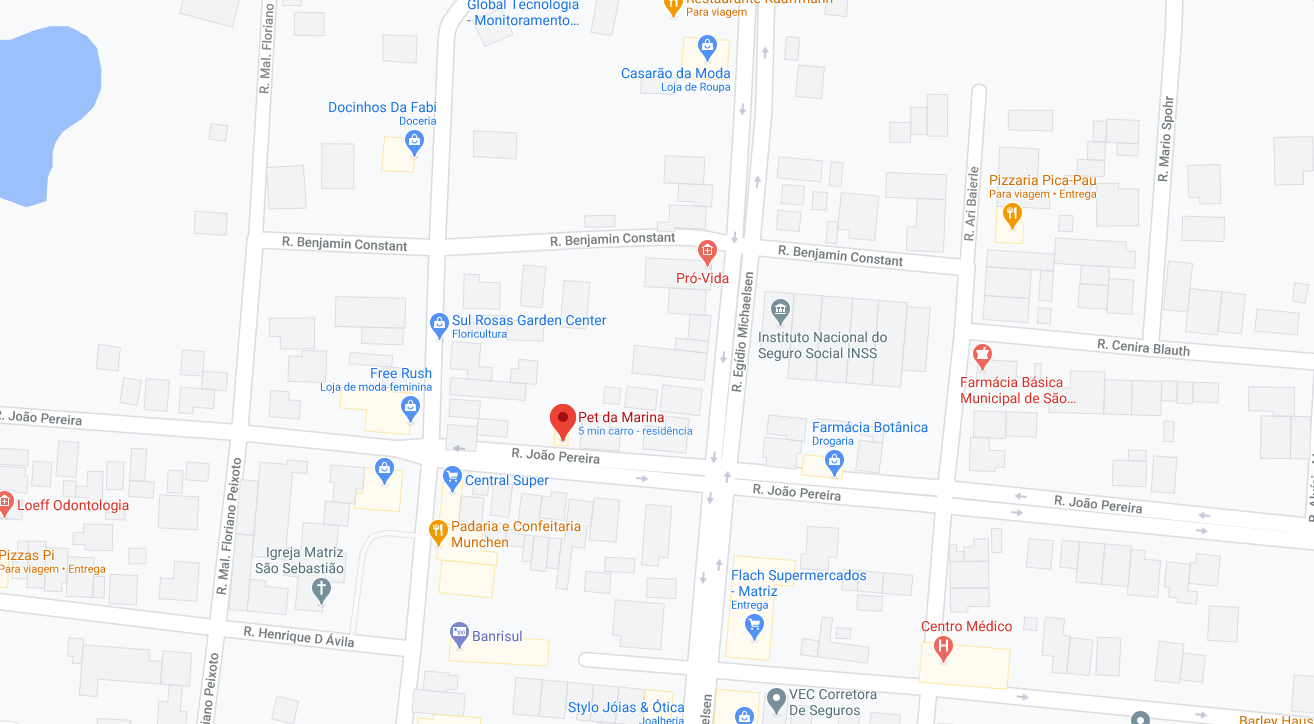 Global Tecnologia
- Monitoramento...
Restaurante Kauffmann
Para viagem
R. Mal. Floriano
Casarão da Moda
Loja de Roupa
Docinhos Da Fabi
Doceria
R. Mario Spohr
Pizzaria Pica-Pau
Para viagem • Entrega
R. Ari Baierle
R. Benjamin Constant
R. Benjamin Constant
R. Benjamin Constant
Pró-Vida
R. Egídio Michaelsen
Sul Rosas Garden Center
Floricultura
Instituto Nacional do
Seguro Social INSS
R. Cenira Blauth
Free Rush
Loja de moda feminina
Farmácia Básica
Municipal de São...
R. João Pereira
Pet da Marina
5 min carro - residência
Farmácia Botânica
Drogaria
R. João Pereira
Central Super
R. João Pereira
R. João Pereira
Loeff Odontologia
R. Mal. Floriano Peixoto
Padaria e Confeitaria
Munchen
Pizzas Pi
Para viagem • Entrega
Igreja Matriz
São Sebastião
Flach Supermercados
- Matriz
Entrega
R. Henrique D Ávila
Banrisul
Centro Médico
iano Peixoto
elsen
VEC Corretora
De Seguros
Stylo Jóias & Ótica
Joalheria
Barley Haus